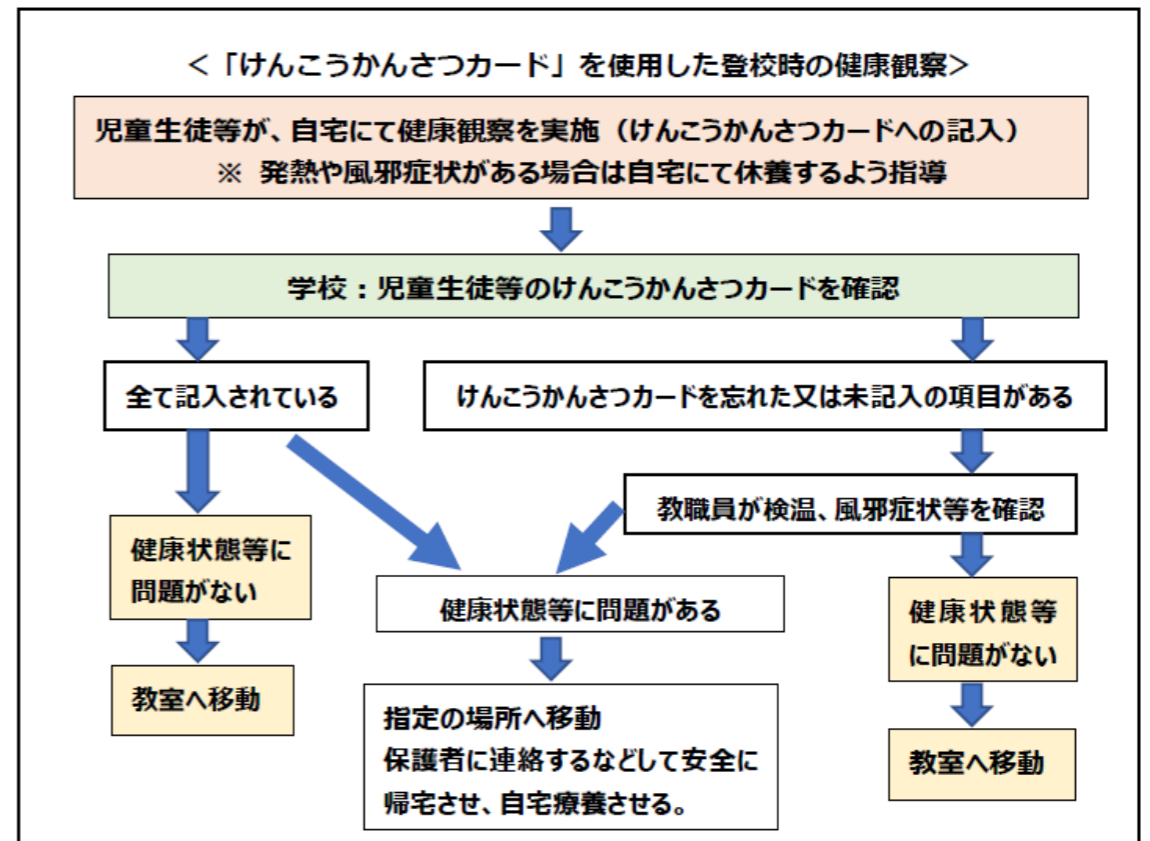 ＜「けんこうかんさつカード」を使用した登校時の健康観察＞
児童生徒等が、自宅にて健康観察を実施（けんこうかんさつカードへの記入）
※ 発熱や風邪症状がある場合は自宅にて休養するよう指導
学校：児童生徒等のけんこうかんさつカードを確認
全て記入されている
けんこうかんさつカードを忘れた又は未記入の項目がある
教職員が検温、風邪症状等を確認
健康状態等に
問題がない
健康状態等に問題がある
健康状態等
に問題がない
教室へ移動
指定の場所へ移動
保護者に連絡するなどして安全に
帰宅させ、自宅療養させる。
教室へ移動